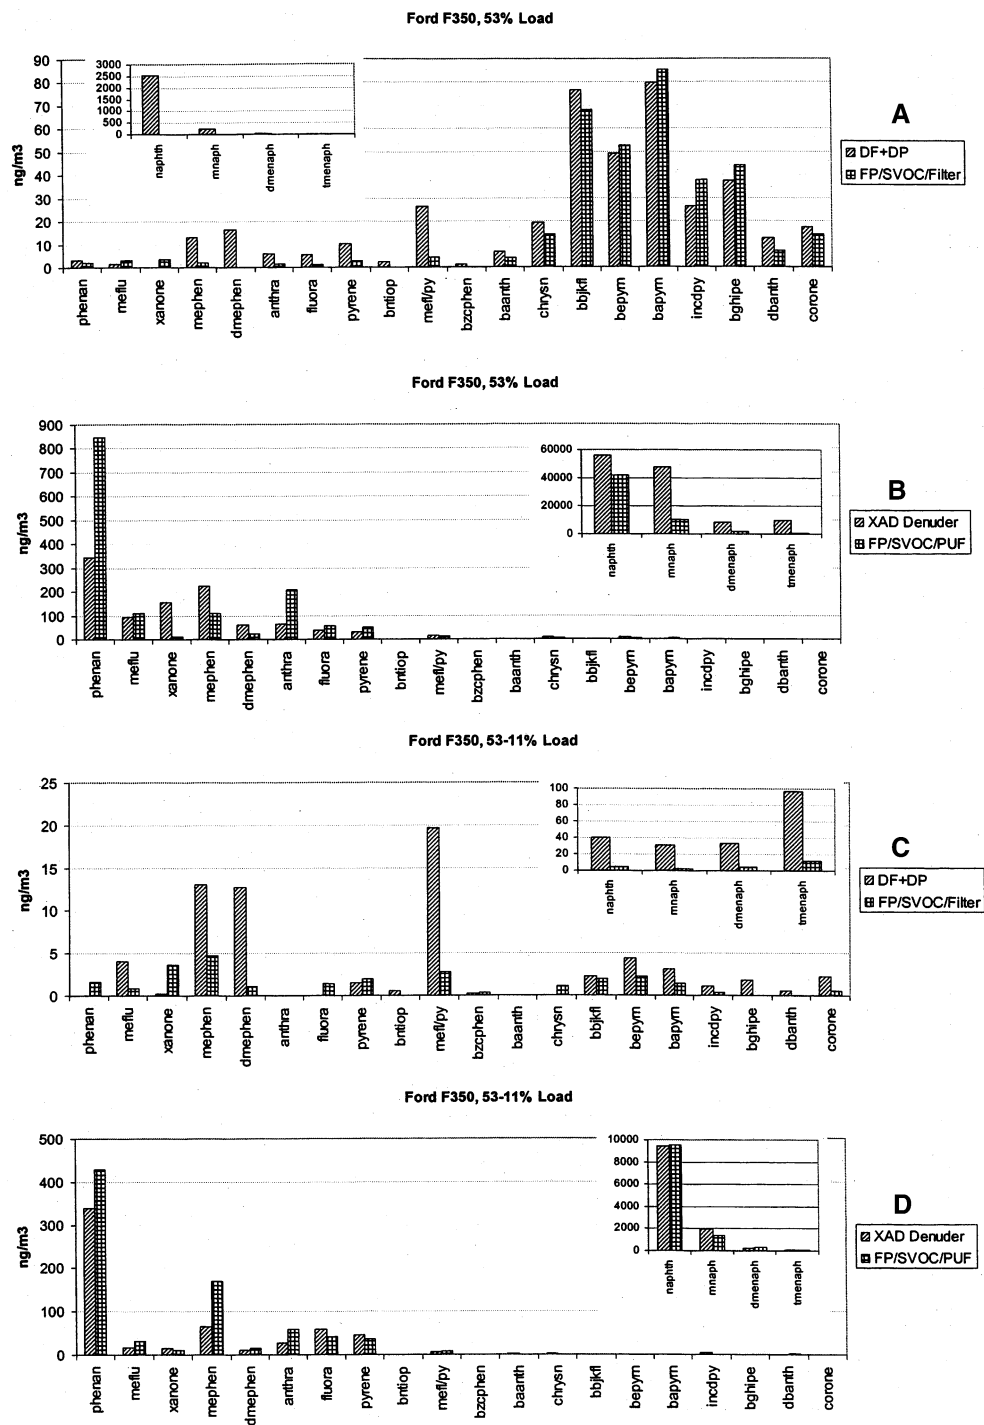 Ford F350, 53% Load
90
80
70
60
50
40
30
20
10
0
ng/m3
3000
2500
2000
1500
1000
500
0
naphth
mnaph
dmenaph
tmenaph
phenan
meflu
xanone
mephen
dmephen
anthra
fluora
pyrene
bntiop
mefl/py
bzcphen
baanth
chrysn
bbjkfl
bepyrn
bapyrn
incdpy
bghipe
dbanth
corone
A
DF+DP
FP/SVOC/Filter
Ford F350, 53% Load
900
800
700
600
500
400
300
200
100
0
ng/m3
60000
40000
20000
0
naphth
mnaph
dmenaph
tmenaph
phenan
meflu
xanone
mephen
dmephen
anthra
fluora
pyrene
bntiop
mefl/py
bzcphen
baanth
chrysn
bbjkfl
bepyrn
bapyrn
incdpy
bghipe
dbanth
corone
B
XAD Denuder
FP/SVOC/PUF
Ford F350, 53-11% Load
25
20
15
10
5
0
ng/m3
100
80
60
40
20
0
naphth
mnaph
dmenaph
tmenaph
phenan
meflu
xanone
mephen
dmephen
anthra
fluora
pyrene
bntiop
mefl/py
bzcphen
baanth
chrysn
bbjkfl
bepyrn
bapyrn
incdpy
bghipe
dbanth
corone
C
DF+DP
FP/SVOC/Filter
Ford F350, 53-11% Load
500
400
300
200
100
0
ng/m3
10000
8000
6000
4000
2000
0
naphth
mnaph
dmenaph
tmenaph
phenan
meflu
xanone
mephen
dmephen
anthra
fluora
pyrene
bntiop
mefl/py
bzcphen
baanth
chrysn
bbjkfl
bepyrn
bapyrn
incdpy
bghipe
dbanth
corone
D
XAD Denuder
FP/SVOC/PUF